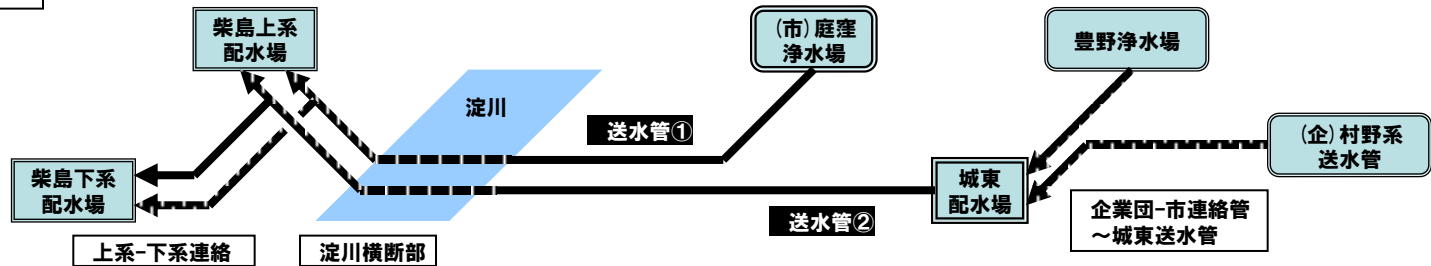 柴島上系
配水場
(市)庭窪
浄水場
豊野浄水場
淀川
送水管①
(企)村野系
送水管
柴島下系
配水場
城東
配水場
送水管②
企業団-市連絡管
～城東送水管
上系-下系連絡
淀川横断部